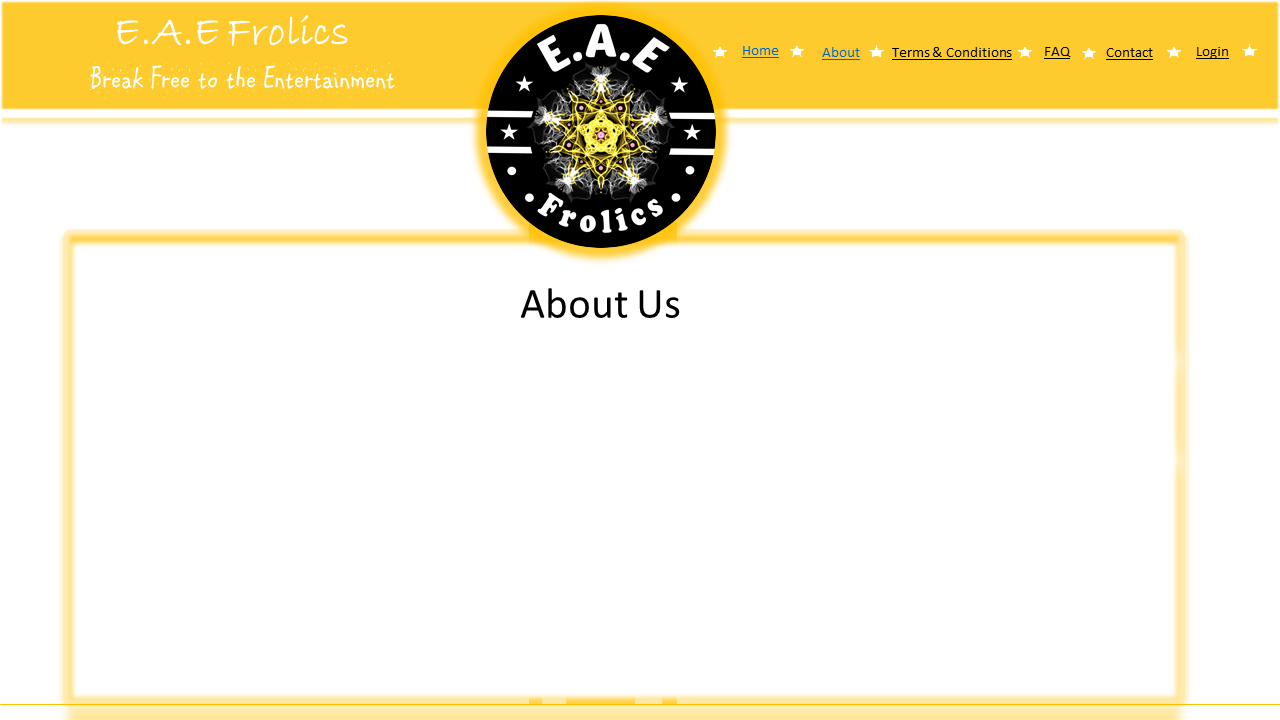 E.A.E Frolics
Break Free to the Entertainment
E.A.E
Frolics
Home About Terms & Conditions FAQ Contact Login
About Us